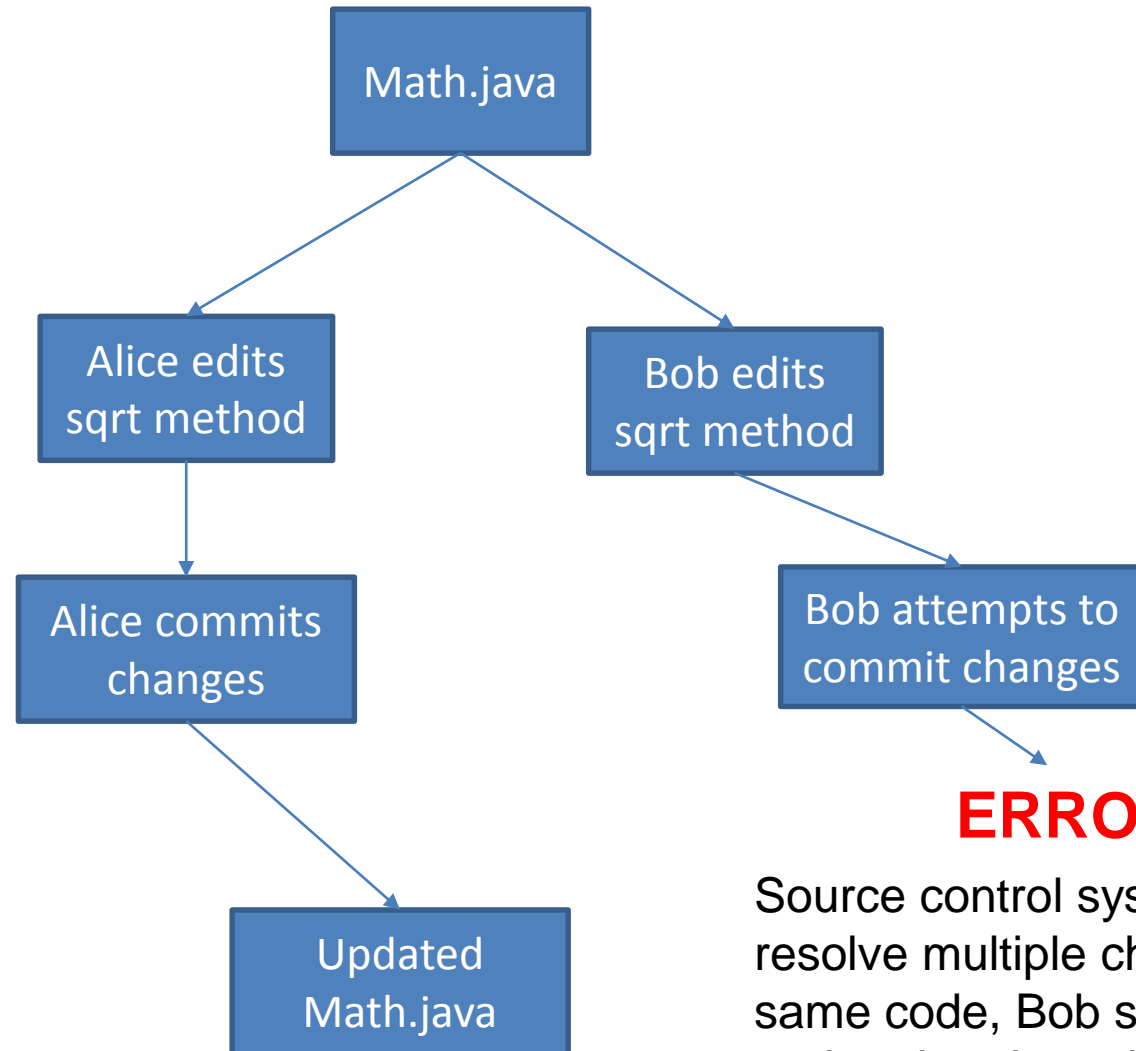 Math.java
Alice edits
sqrt method
Bob edits
sqrt method
Alice commits
changes
Bob attempts to
commit changes
Updated
Math.java
ERRO
Source control sys
resolve multiple ch
same code, Bob s